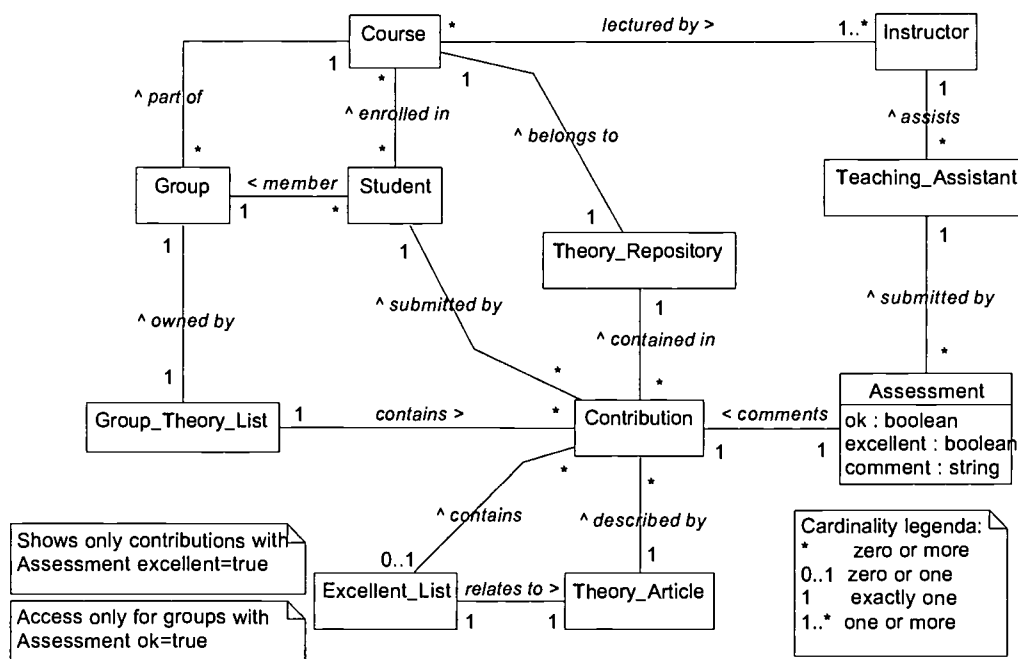 Course
*
lectured by >
1..*
Instructor
1
*
1
1
^ part of
^ enrolled in
^ belongs to
^ assists
*
*
*
Group
< member
Student
Teaching_Assistant
1
*
1
1
1
1
Theory_Repository
1
^ submitted by
1
^ submitted by
^ owned by
^ contained in
1
*
*
*
Assessment
Group_Theory_List
1
contains >
*
Contribution
< comments
ok : boolean
1
1
excellent : boolean
comment : string
*
*
^ contains
^ described by
Shows only contributions with
Assessment excellent=true
0..1
1
Cardinality legenda:
* zero or more
0..1 zero or one
1 exactly one
1..* one or more
Excellent_List
relates to >
Theory_Article
1
1
Access only for groups with
Assessment ok=true